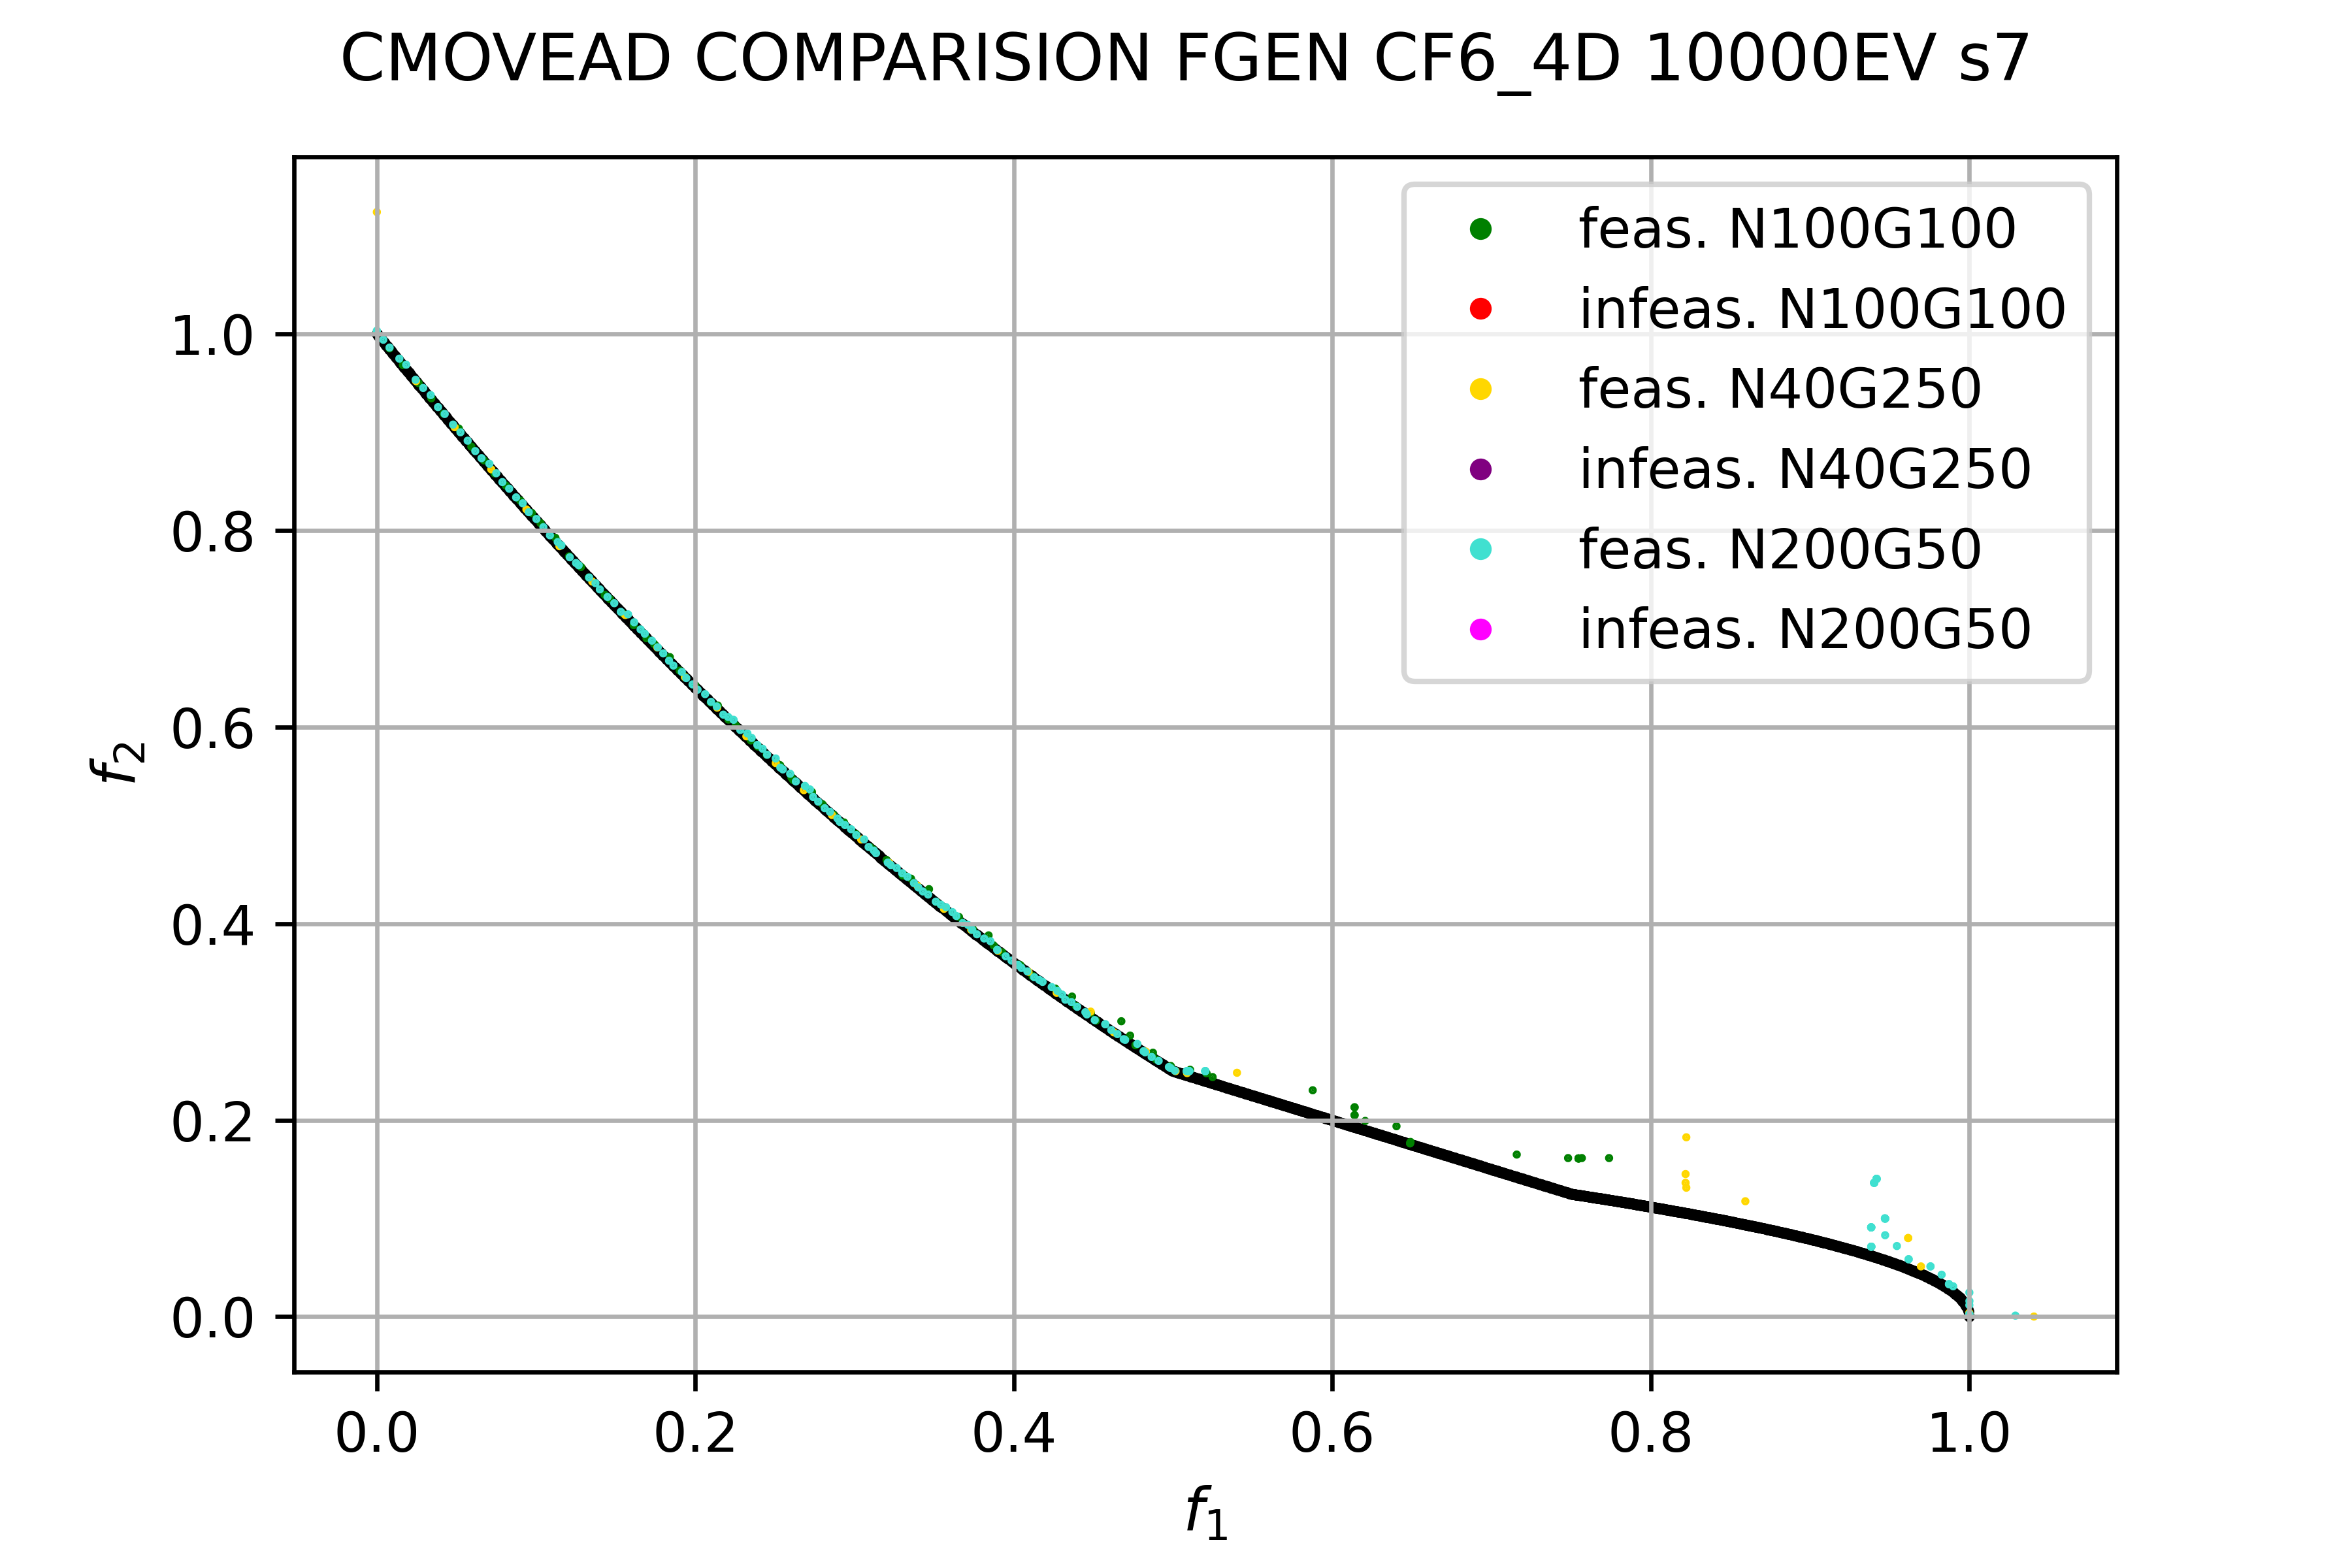 CMOVEAD COMPARISION FGEN CF6_4D 10000EV s7
feas. N100G100
infeas. N100G100
feas. N40G250
infeas. N40G250
feas. N200G50
infeas. N200G50
1.0
0.8
0.6
0.4
0.2
0.0
f2
0.0 0.2 0.4 0.6 0.8 1.0
f1